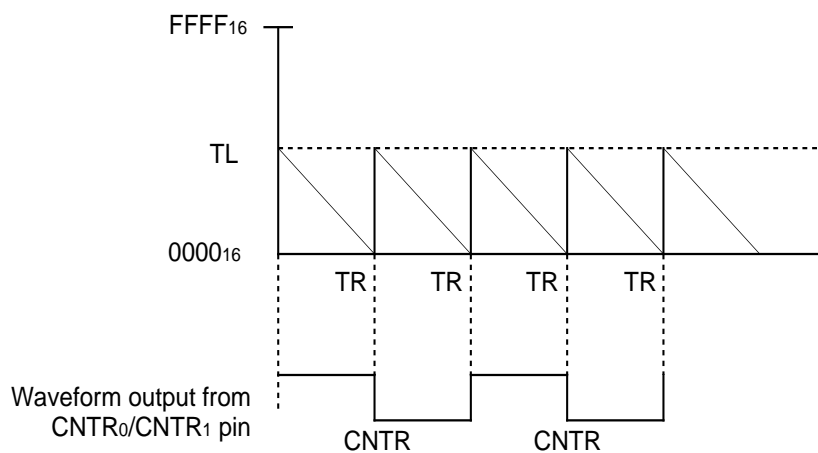 FFFF16
TL
000016
TR TR TR TR
Waveform output from
CNTR0/CNTR1 pin
CNTR CNTR